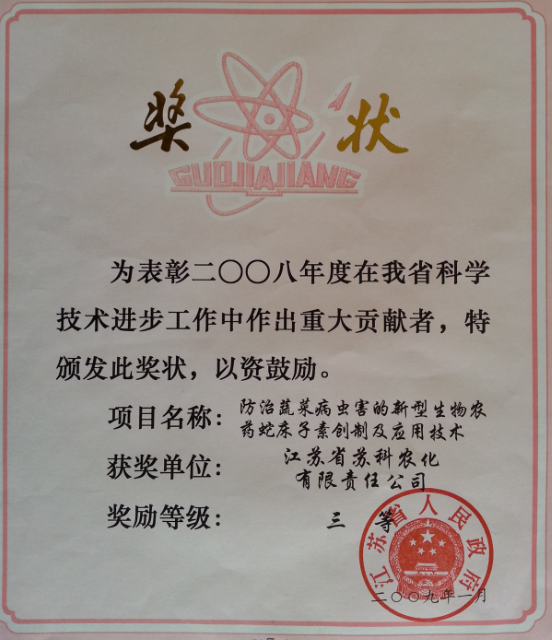 奖状
GUOJIAJIANG
为表彰二〇〇八年度在我省科学
技术进步工作中作出重大贡献者，特
颁发此奖状，以资鼓励。
项目名称：防治蔬菜病虫害的新型生物农
药蛇床子素创制及应用技术
获奖单位：江苏省苏科农化
有限责任公司
奖励等级：三 等
江苏省人民政府
二〇〇九年一月